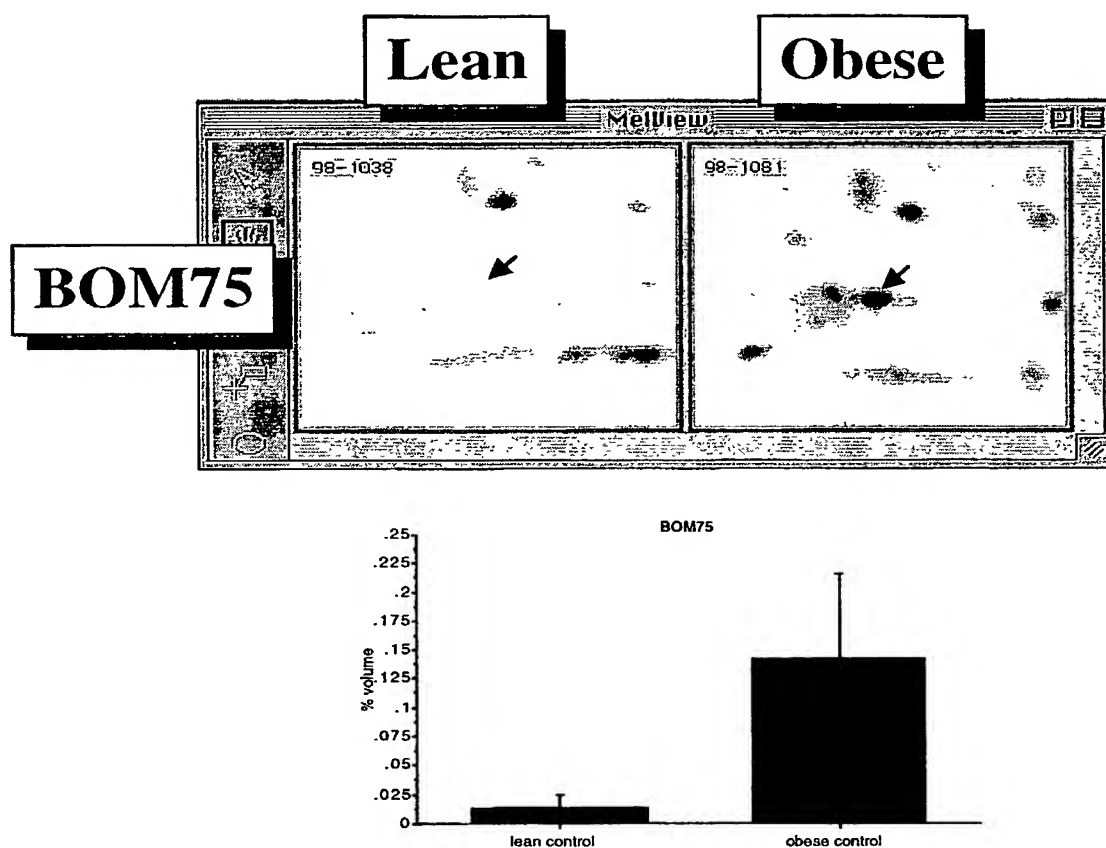 Lean
Obese
MelView
98-1038
98-1081
BOM75
BOM75
.25
.225
.2
.175
.15
.125
.1
.075
.05
.025
0
% volume
lean control
obese control